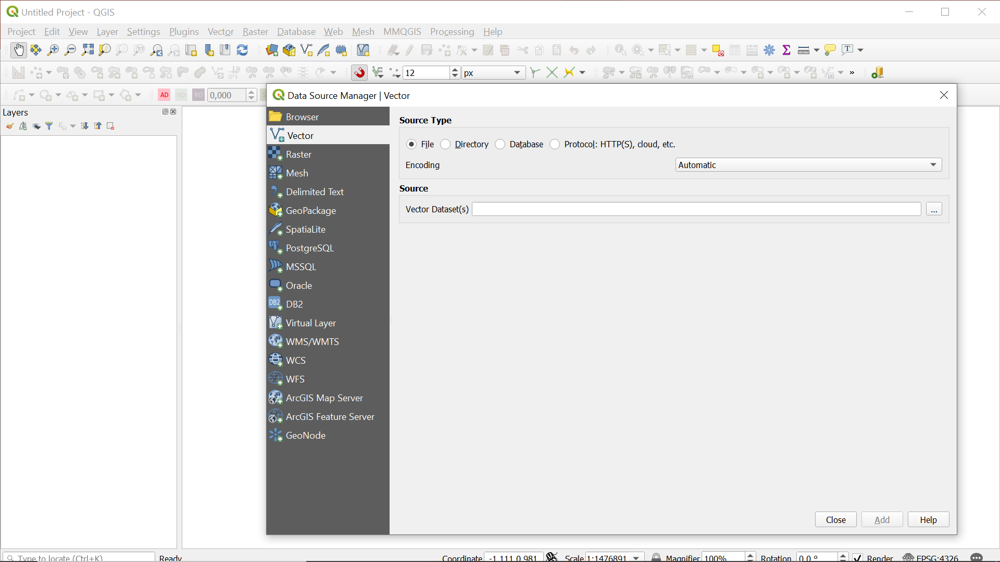 Untitled Project - QGIS
Project Edit View Layer Settings Plugins Vector Raster Database Web Mesh MMQGIS Processing Help
12 px
AD MO RO 0,000
Layers
Data Source Manager | Vector
Browser
Vector
Raster
Mesh
Delimited Text
GeoPackage
SpatiaLite
PostgreSQL
MSSQL
Oracle
DB2 DB2
Virtual Layer
WMS/WMTS
WCS
WFS
ArcGIS Map Server
ArcGIS Feature Server
GeoNode
Source Type
File Directory Database Protocol: HTTP(S), cloud, etc.
Encoding Automatic
Source
Vector Dataset(s) ...
Close Add Help
Type to locate (Ctrl+K) Ready Coordinate -1.111,0.981 Scale 1:1476891 Magnifier 100% Rotation 0,0 ° Render EPSG:4326